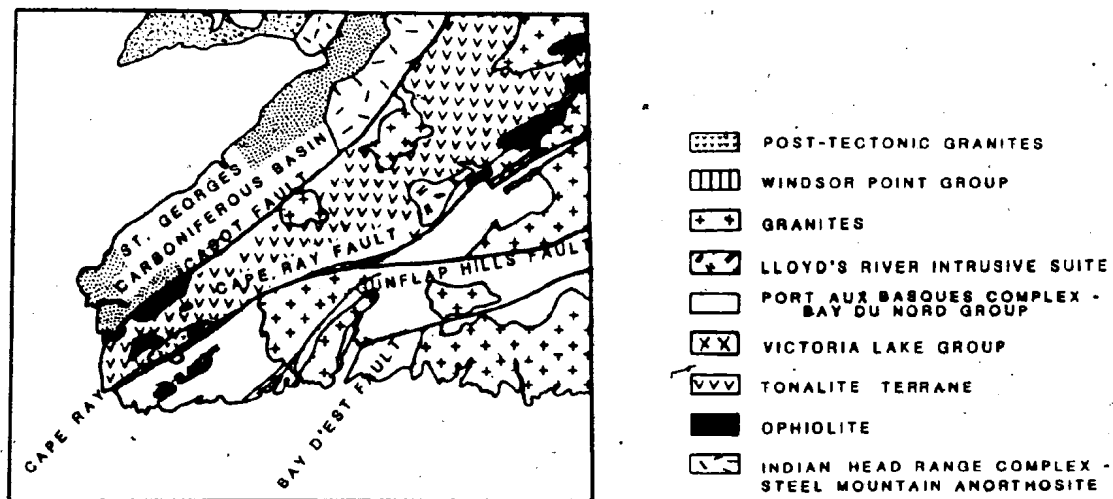 ST. GEORGES
CARBONIFEROUS BASIN
CABOT FAULT
CAPE RAY FAULT
GUNFLAP HILLS FAULT
CAPE RAY
BAY D'EST FAULT
POST-TECTONIC GRANITES
WINDSOR POINT GROUP
GRANITES
LLOYD'S RIVER INTRUSIVE SUITE
PORT AUX BASQUES COMPLEX -
BAY DU NORD GROUP
VICTORIA LAKE GROUP
TONALITE TERRANE
OPHIOLITE
INDIAN HEAD RANGE COMPLEX -
STEEL MOUNTAIN ANORTHOSITE